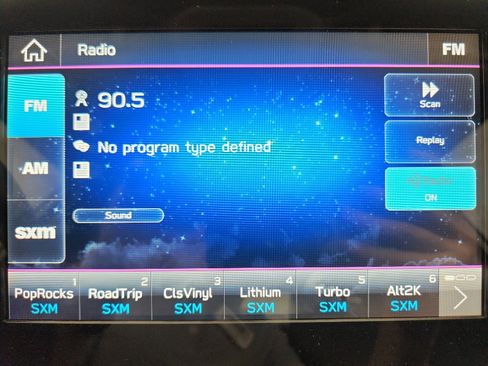 Radio
FM
FM
90.5
Scan
No program type defined
Replay
AM
ON
Sound
sxm
1
2
3
4
5
6
PopRocks
RoadTrip
ClsVinyl
Lithium
Turbo
Alt2K
SXM
SXM
SXM
SXM
SXM
SXM